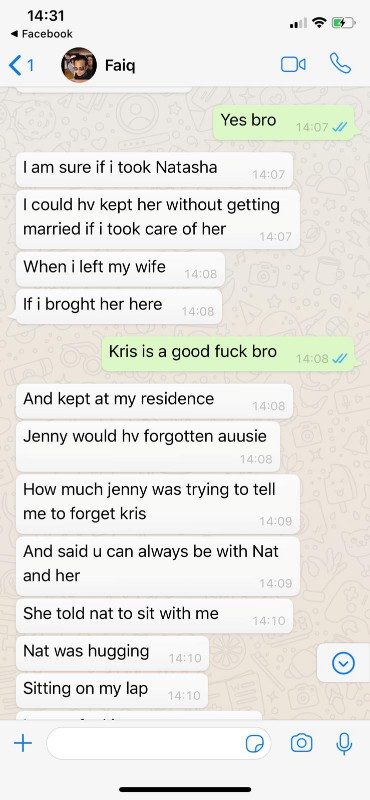 14:31
Facebook
1
Faiq
Yes bro
14:07
I am sure if i took Natasha
14:07
I could hv kept her without getting
married if i took care of her
14:07
When i left my wife
14:08
If i broght her here
14:08
Kris is a good fuck bro
14:08
And kept at my residence
14:08
Jenny would hv forgotten auusie
14:08
How much jenny was trying to tell
me to forget kris
14:09
And said u can always be with Nat
and her
14:09
She told nat to sit with me
14:10
Nat was hugging
14:10
Sitting on my lap
14:10